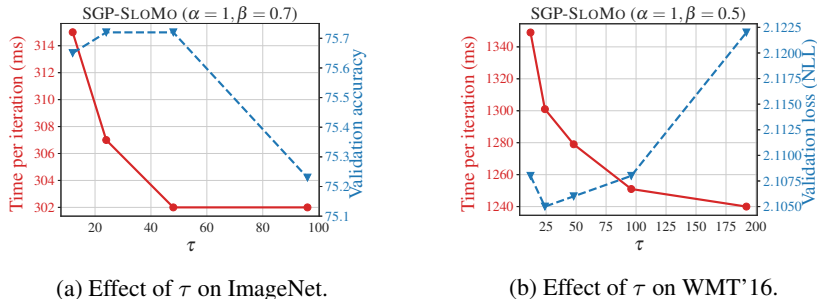 SGP-SLOMO (α = 1, β = 0.7)
Time per iteration (ms)
314
312
310
308
306
304
302
75.7
75.6
75.5
75.4
75.3
75.2
75.1
Validation accuracy
20 40 60 80 100
τ
(a) Effect of τ on ImageNet.
SGP-SLOMO (α = 1, β = 0.5)
Time per iteration (ms)
1340
1320
1300
1280
1260
1240
2.1225
2.1200
2.1175
2.1150
2.1125
2.1100
2.1075
2.1050
Validation loss (NLL)
25 50 75 100 125 150 175 200
τ
(b) Effect of τ on WMT'16.